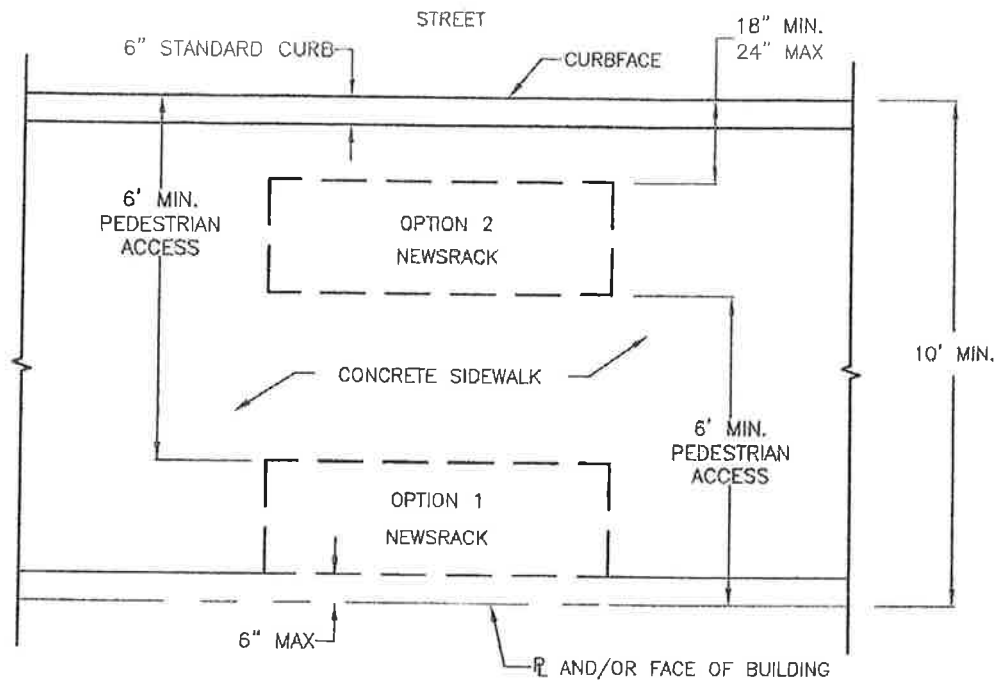 STREET
6" STANDARD CURB
18" MIN.
24" MAX
CURBFACE
6' MIN.
PEDESTRIAN
ACCESS
OPTION 2
NEWSRACK
10' MIN.
CONCRETE SIDEWALK
6' MIN.
PEDESTRIAN
ACCESS
OPTION 1
NEWSRACK
6" MAX
PL AND/OR FACE OF BUILDING